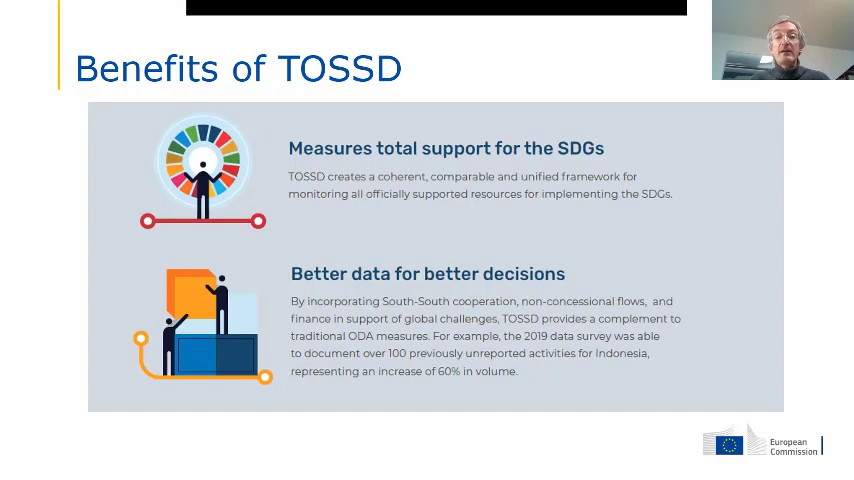 Benefits of TOSSD
Measures total support for the SDGs
TOSSD creates a coherent, comparable and unified framework for
monitoring all officially supported resources for implementing the SDGs.
Better data for better decisions
By incorporating South-South cooperation, non-concessional flows, and
finance in support of global challenges, TOSSD provides a complement to
traditional ODA measures. For example, the 2019 data survey was able
to document over 100 previously unreported activities for Indonesia,
representing an increase of 60% in volume.
European
Commission